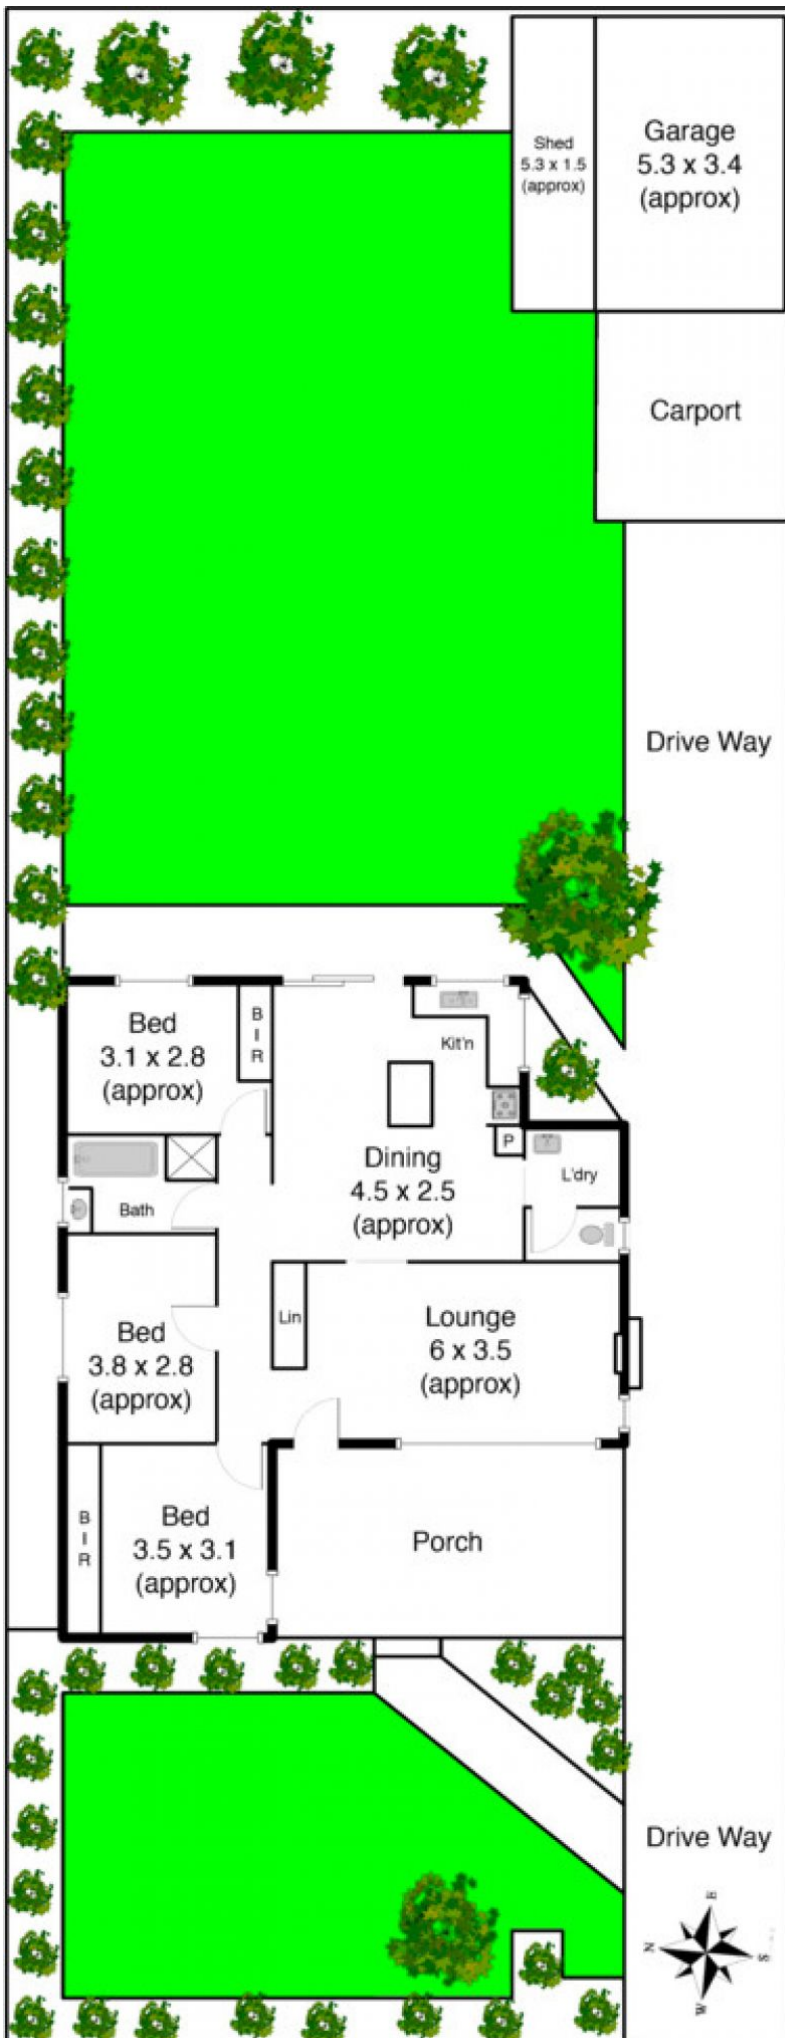 Shed
5.3 x 1.5
(approx)
Garage
5.3 x 3.4
(approx)
Carport
Drive Way
Bed
3.1 x 2.8
(approx)
B
I
R
Kit'n
P
Dining
4.5 x 2.5
(approx)
L'dry
Bath
Lin
Lounge
6 x 3.5
(approx)
Bed
3.8 x 2.8
(approx)
B
I
R
Bed
3.5 x 3.1
(approx)
Porch
Drive Way
E
N
S
W